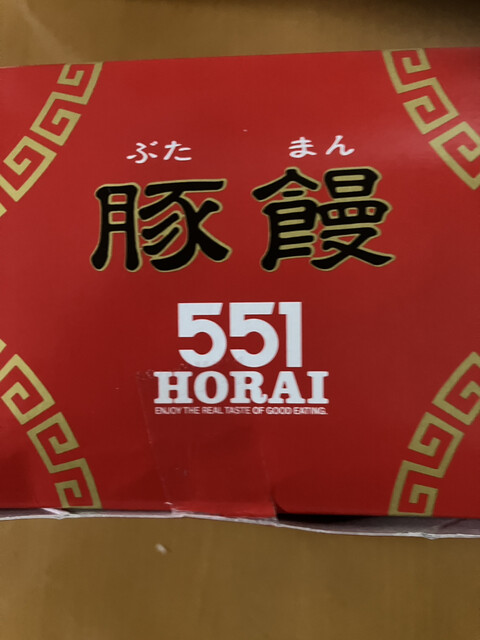 ぶた まん
豚饅
551
HORAI
ENJOY THE REAL TASTE OF GOOD EATING.